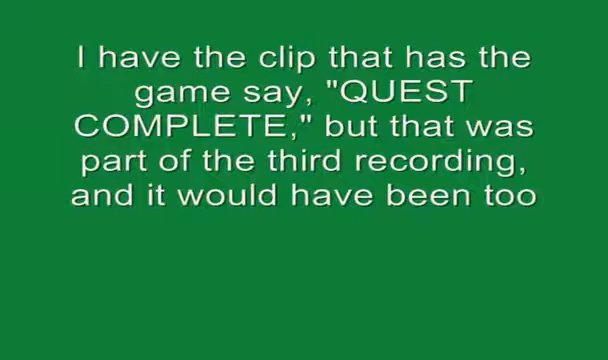 I have the clip that has the
game say, "QUEST
COMPLETE," but that was
part of the third recording,
and it would have been too